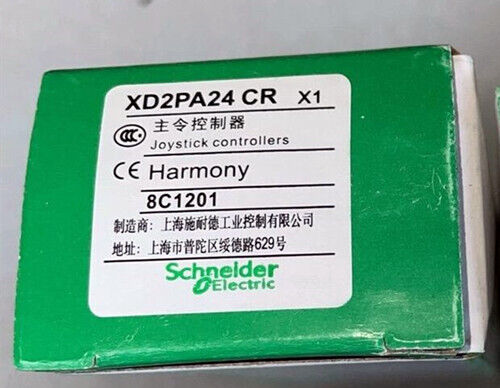 XD2PA24 CR X1
CCC 主令控制器
Joystick controllers
CE Harmony
8C1201
制造商：上海施耐德工业控制有限公司
地址：上海市普陀区绥德路629号
Schneider
Electric